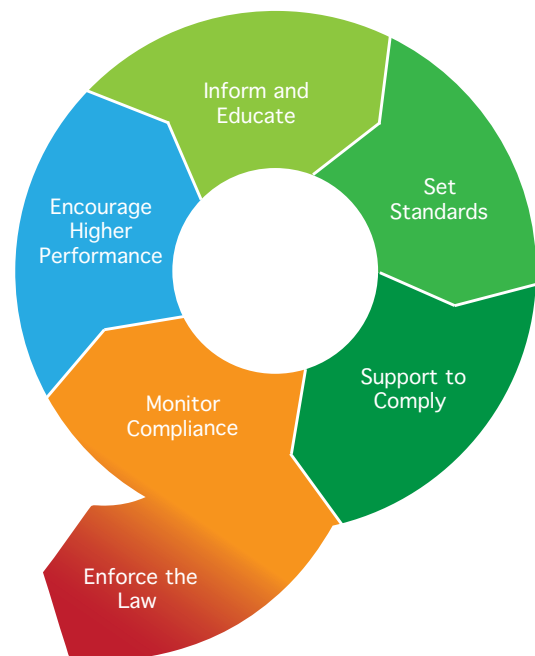 Inform and
Educate
Set
Standards
Support to
Comply
Monitor
Compliance
Enforce the
Law
Encourage
Higher
Performance